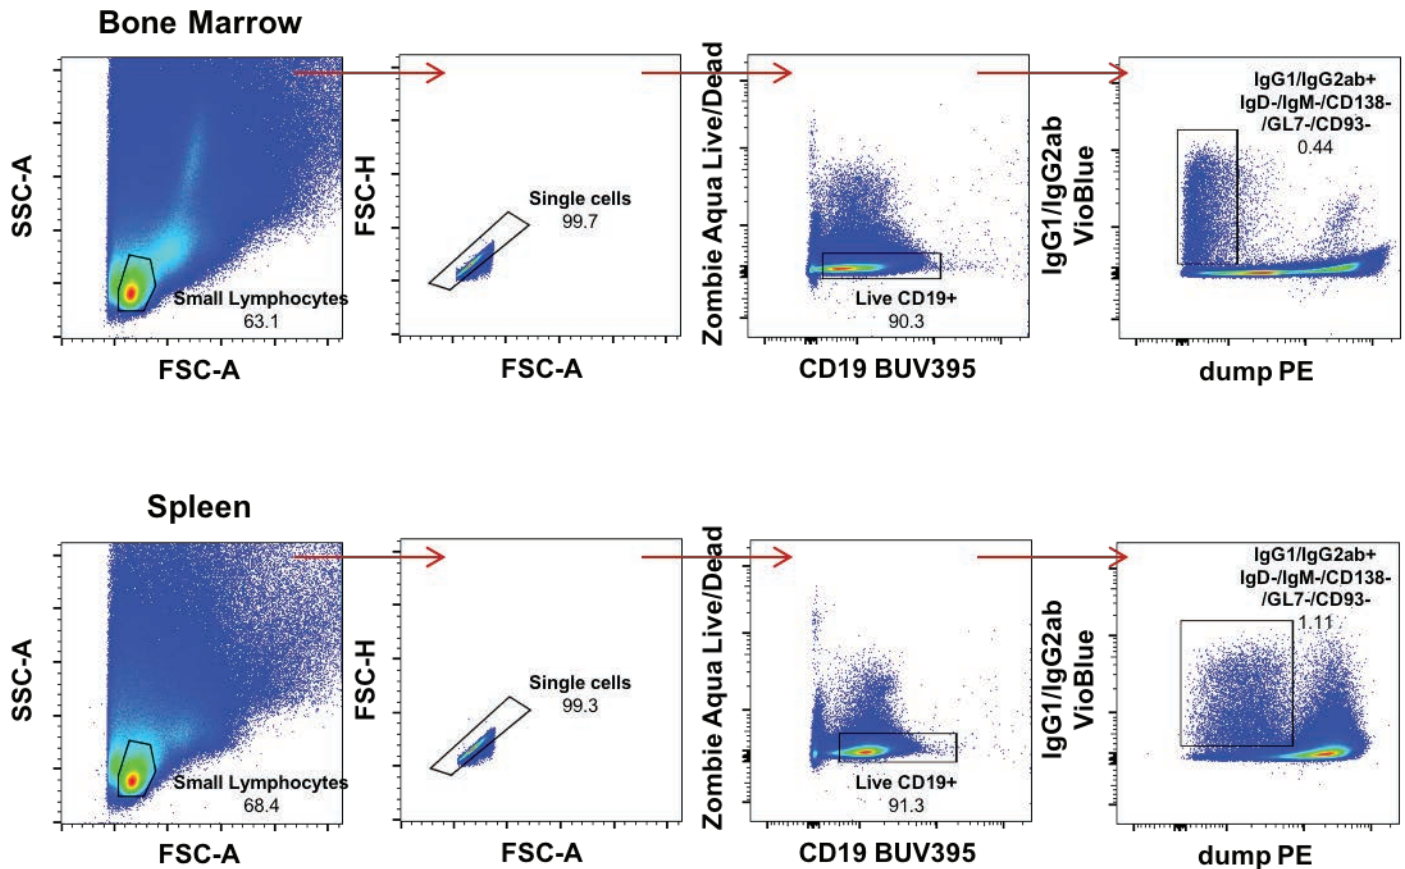 Bone Marrow
SSC-A
FSC-A
Small Lymphocytes
63.1
FSC-H
FSC-A
Single cells
99.7
Zombie Aqua Live/Dead
CD19 BUV395
Live CD19+
90.3
IgG1/IgG2ab
VioBlue
dump PE
IgG1/IgG2ab+
IgD-/IgM-/CD138-
/GL7-/CD93-
0.44
Spleen
SSC-A
FSC-A
Small Lymphocytes
68.4
FSC-H
FSC-A
Single cells
99.3
Zombie Aqua Live/Dead
CD19 BUV395
Live CD19+
91.3
IgG1/IgG2ab
VioBlue
dump PE
IgG1/IgG2ab+
IgD-/IgM-/CD138-
/GL7-/CD93-
1.11